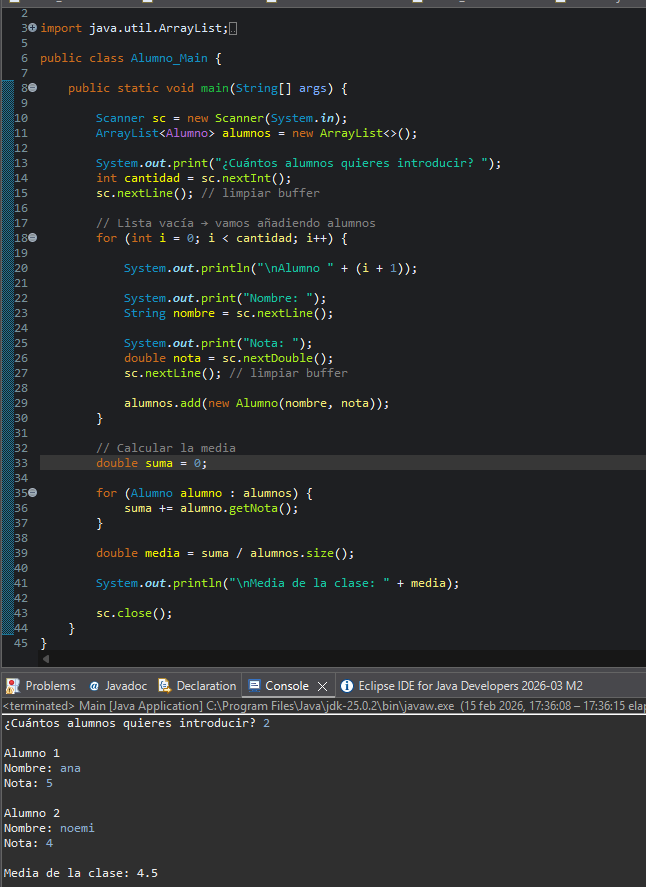 2
3 import java.util.ArrayList;
5
6 public class Alumno_Main {
7
8 public static void main(String[] args) {
9
10 Scanner sc = new Scanner(System.in);
11 ArrayList<Alumno> alumnos = new ArrayList<>();
12
13 System.out.print("¿Cuántos alumnos quieres introducir? ");
14 int cantidad = sc.nextInt();
15 sc.nextLine(); // limpiar buffer
16
17 // Lista vacía → vamos añadiendo alumnos
18 for (int i = 0; i < cantidad; i++) {
19
20 System.out.println("\nAlumno " + (i + 1));
21
22 System.out.print("Nombre: ");
23 String nombre = sc.nextLine();
24
25 System.out.print("Nota: ");
26 double nota = sc.nextDouble();
27 sc.nextLine(); // limpiar buffer
28
29 alumnos.add(new Alumno(nombre, nota));
30 }
31
32 // Calcular la media
33 double suma = 0;
34
35 for (Alumno alumno : alumnos) {
36 suma += alumno.getNota();
37 }
38
39 double media = suma / alumnos.size();
40
41 System.out.println("\nMedia de la clase: " + media);
42
43 sc.close();
44 }
45 }
Problems @ Javadoc Declaration Console Eclipse IDE for Java Developers 2026-03 M2
<terminated> Main [Java Application] C:\Program Files\Java\jdk-25.0.2\bin\javaw.exe (15 feb 2026, 17:36:08 – 17:36:15 elap
¿Cuántos alumnos quieres introducir? 2
Alumno 1
Nombre: ana
Nota: 5
Alumno 2
Nombre: noemi
Nota: 4
Media de la clase: 4.5